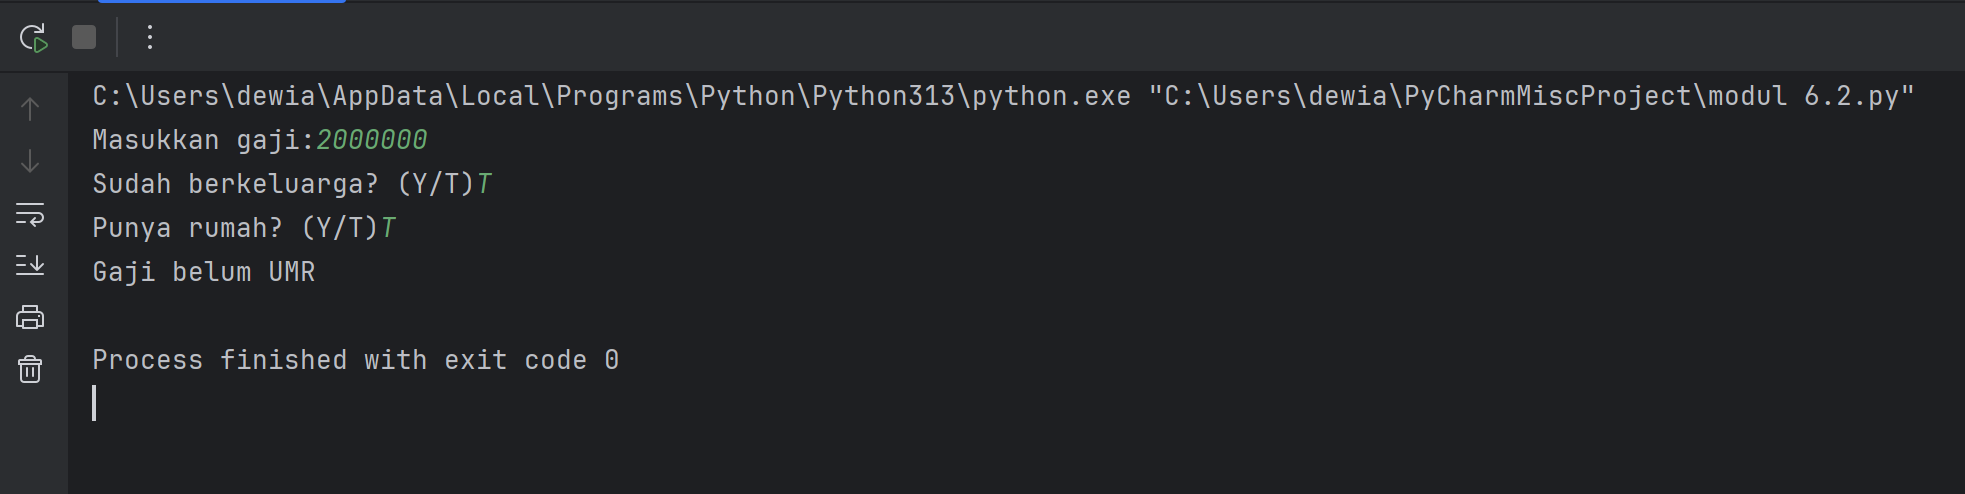 C:\Users\dewia\AppData\Local\Programs\Python\Python313\python.exe "C:\Users\dewia\PyCharmMiscProject\modul 6.2.py"
Masukkan gaji:2000000
Sudah berkeluarga? (Y/T)T
Punya rumah? (Y/T)T
Gaji belum UMR
Process finished with exit code 0